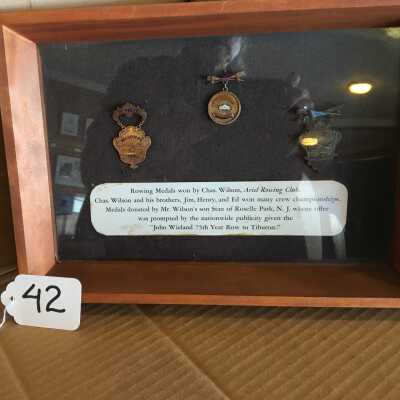 Rowing Medals won by Chas. Wilson, Ariel Rowing Club.
Chas. Wilson and his brothers, Jim, Henry, and Ed won many crew championships.
Medals donated by Mr. Wilson's son Stan of Roselle Park, N. J. whose offer
was prompted by the nationwide publicity given the
"John Wieland 75th Year Row to Tiburon."
42